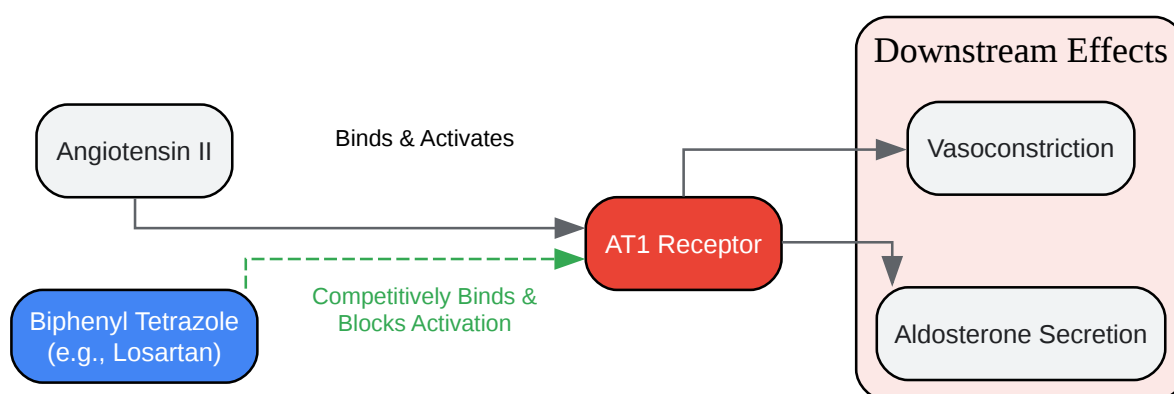 Downstream Effects
Angiotensin II
Binds & Activates
Vasoconstriction
AT1 Receptor
Biphenyl Tetrazole
(e.g., Losartan)
Competitively Binds &
Blocks Activation
Aldosterone Secretion